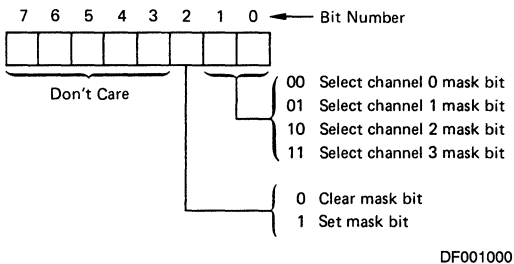 7 6 5 4 3 2 1 0 Bit Number
Don't Care
00 Select channel 0 mask bit
01 Select channel 1 mask bit
10 Select channel 2 mask bit
11 Select channel 3 mask bit
0 Clear mask bit
1 Set mask bit
DF001000